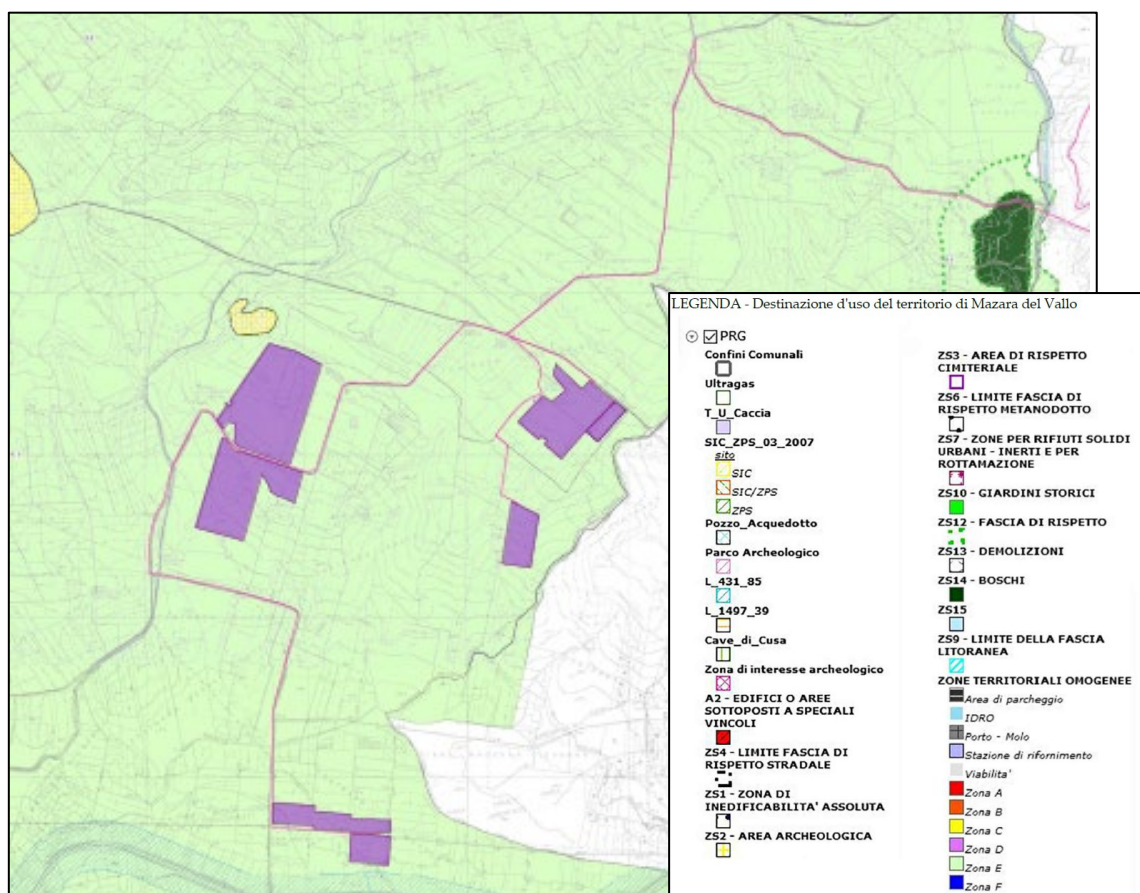 LEGENDA - Destinazione d'uso del territorio di Mazara del Vallo
PRG
Confini Comunali
Ultragas
T_U_Caccia
SIC_ZPS_03_2007
sito
SIC
SIC/ZPS
ZPS
Pozzo_Acquedotto
Parco Archeologico
L_431_85
L_1497_39
Cave_di_Cusa
Zona di interesse archeologico
A2 - EDIFICI O AREE
SOTTOPOSTI A SPECIALI
VINCOLI
ZS4 - LIMITE FASCIA DI
RISPETTO STRADALE
ZS1 - ZONA DI
INEDIFICABILITA' ASSOLUTA
ZS2 - AREA ARCHEOLOGICA
ZS3 - AREA DI RISPETTO
CIMITERIALE
ZS6 - LIMITE FASCIA DI
RISPETTO METANODOTTO
ZS7 - ZONE PER RIFIUTI SOLIDI
URBANI - INERTI E PER
ROTTAMAZIONE
ZS10 - GIARDINI STORICI
ZS12 - FASCIA DI RISPETTO
ZS13 - DEMOLIZIONI
ZS14 - BOSCHI
ZS15
ZS9 - LIMITE DELLA FASCIA
LITORANEA
ZONE TERRITORIALI OMOGENEE
Area di parcheggio
IDRO
Porto - Molo
Stazione di rifornimento
Viabilita'
Zona A
Zona B
Zona C
Zona D
Zona E
Zona F